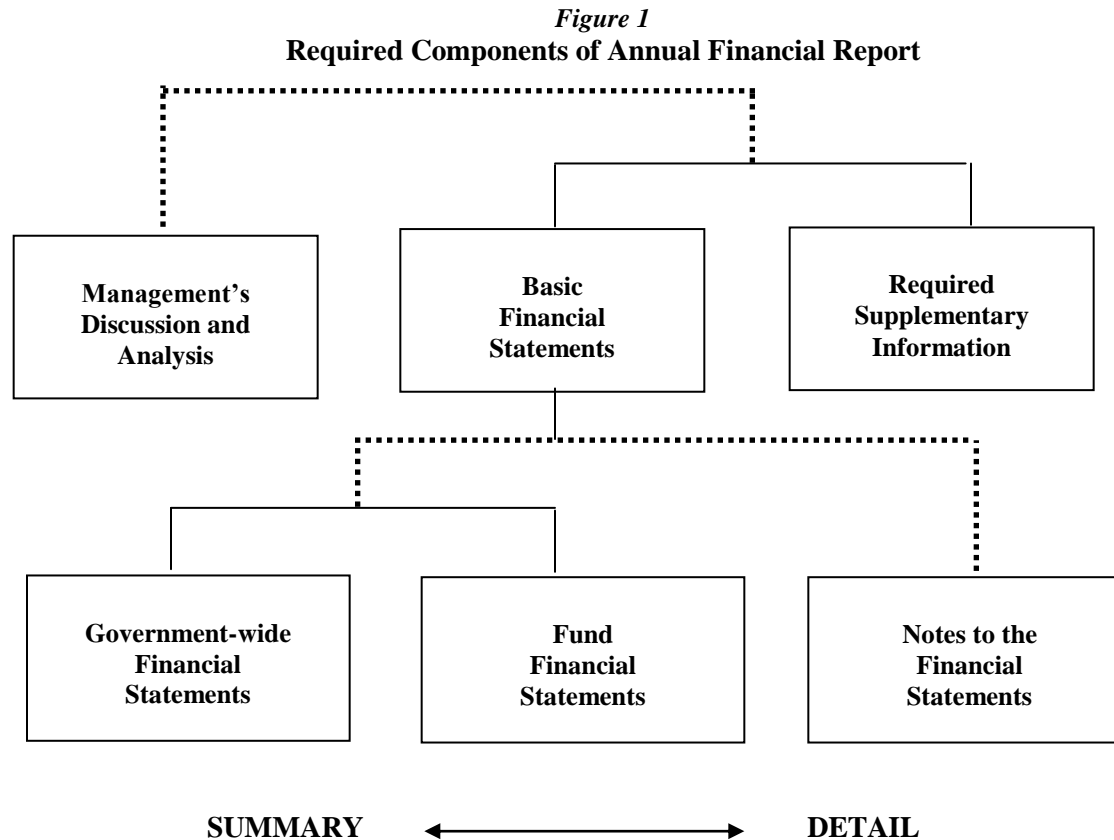 Figure 1
Required Components of Annual Financial Report
Management’s
Discussion and
Analysis
Basic
Financial
Statements
Required
Supplementary
Information
Government-wide
Financial
Statements
Fund
Financial
Statements
Notes to the
Financial
Statements
SUMMARY DETAIL